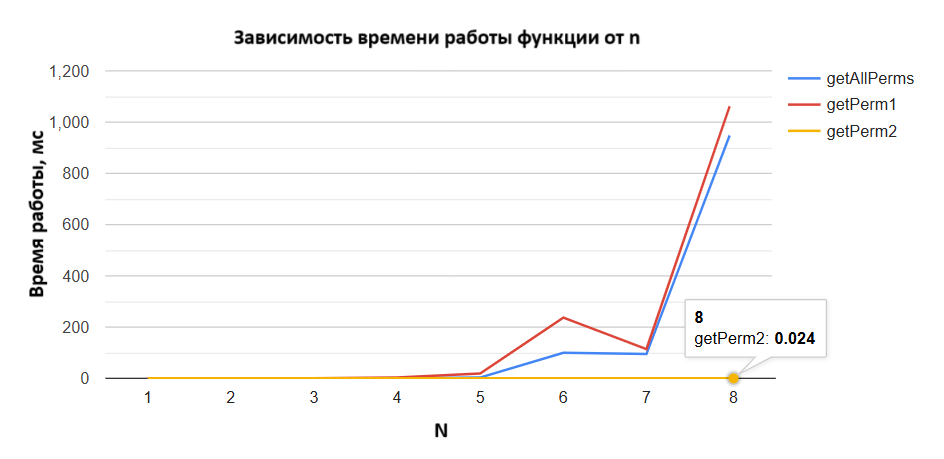 Зависимость времени работы функции от n
1,200
1,000
800
600
400
200
0
Время работы, мс
1 2 3 4 5 6 7 8
N
getAllPerms
getPerm1
getPerm2
8
getPerm2: 0.024